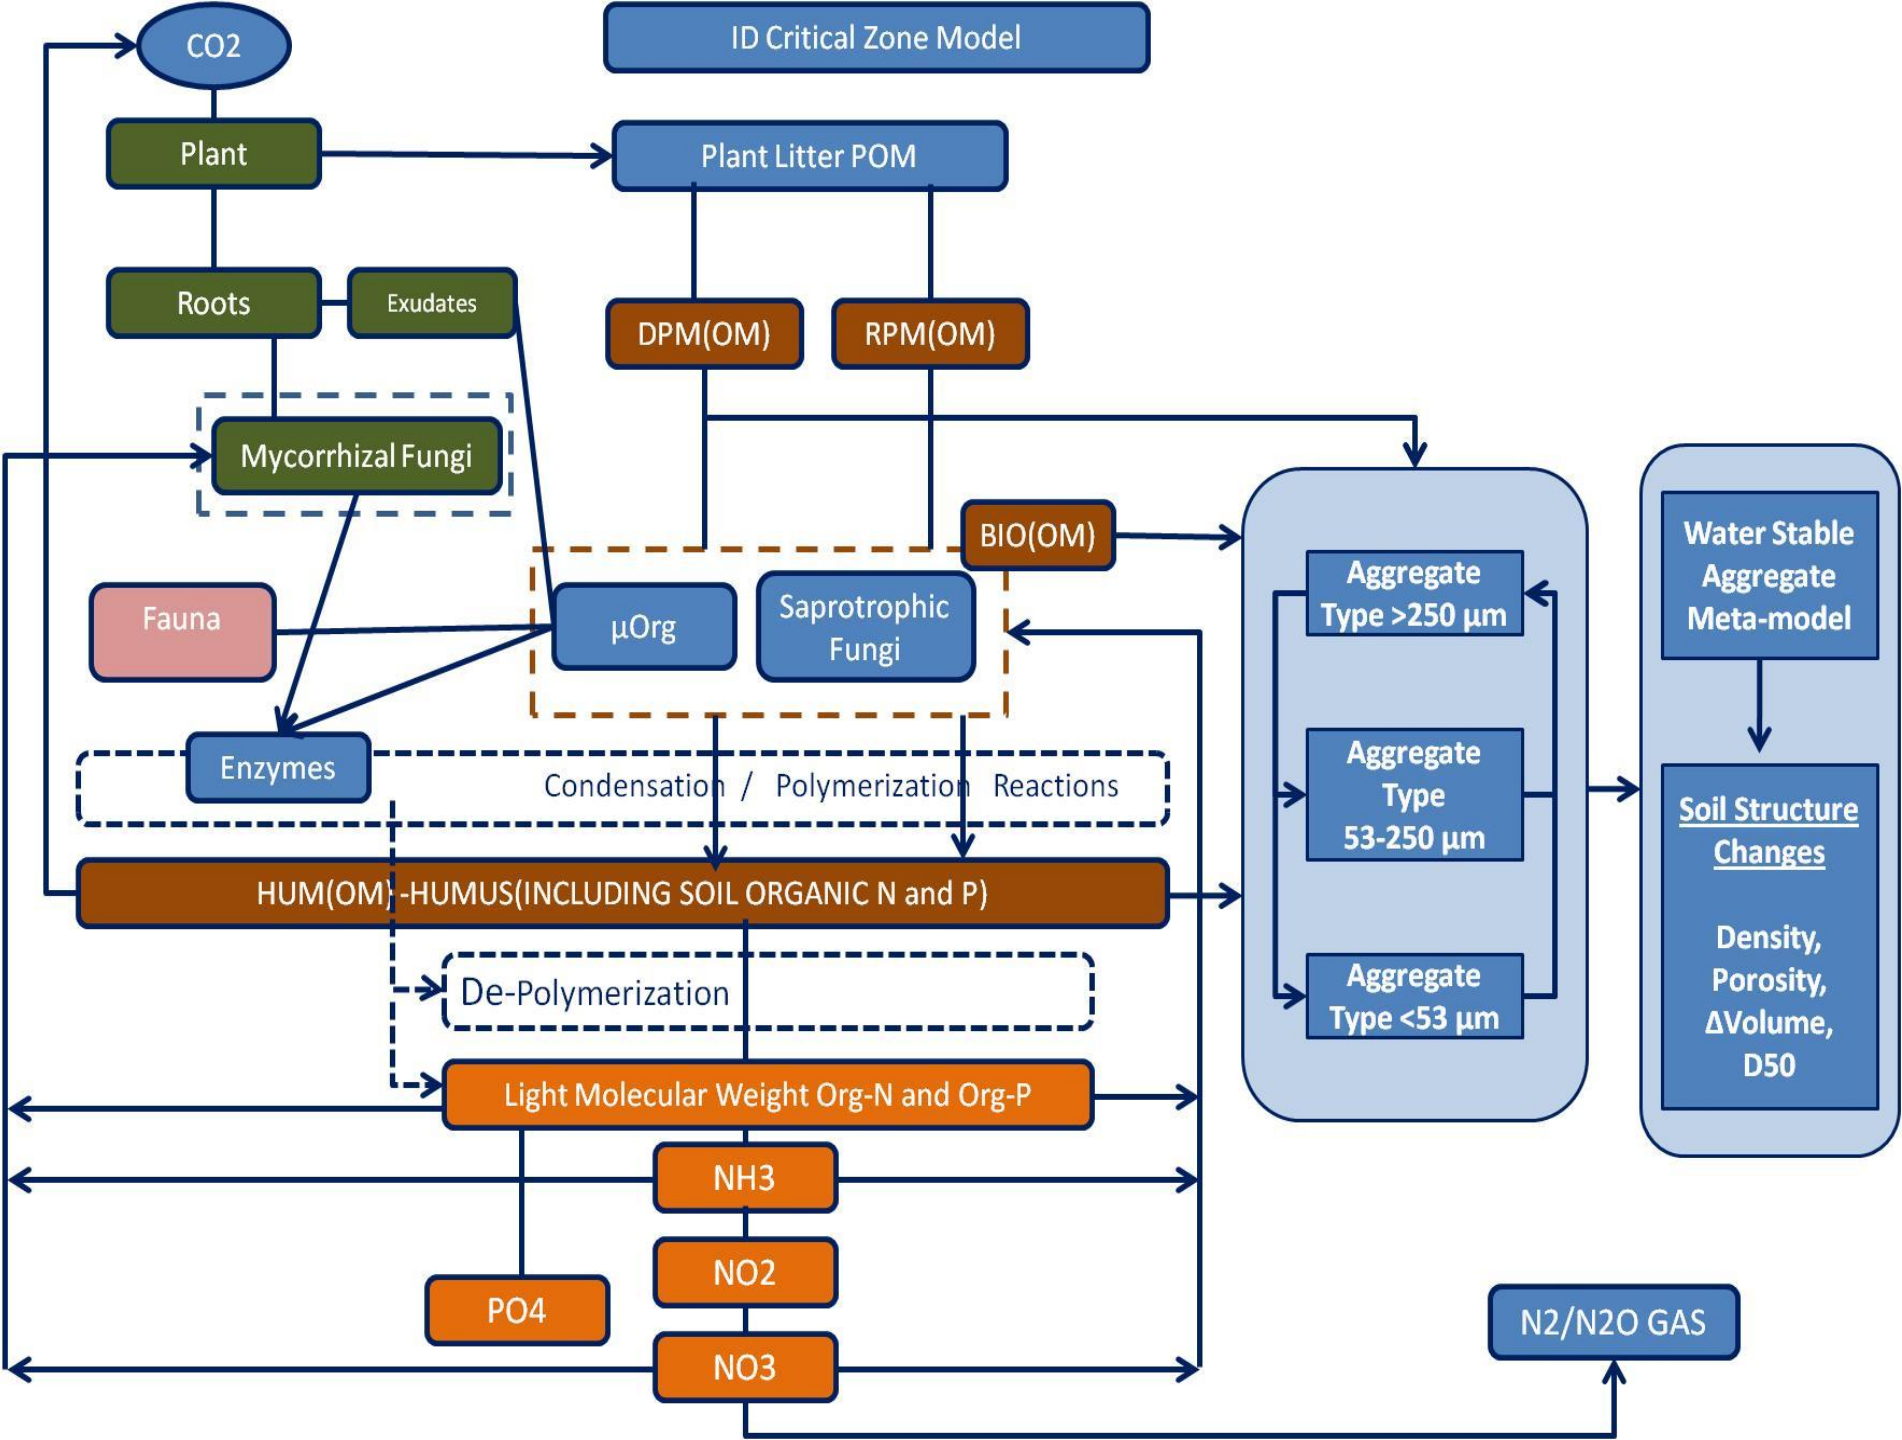 CO2
ID Critical Zone Model
Plant
Plant Litter POM
Roots
Exudates
DPM(OM)
RPM(OM)
Mycorrhizal Fungi
BIO(OM)
Fauna
µOrg
Saprotrophic
Fungi
Enzymes
Condensation / Polymerization Reactions
HUM(OM) -HUMUS(INCLUDING SOIL ORGANIC N and P)
De-Polymerization
Light Molecular Weight Org-N and Org-P
NH3
NO2
PO4
NO3
Aggregate
Type >250 µm
Aggregate
Type
53-250 µm
Aggregate
Type <53 µm
Water Stable
Aggregate
Meta-model
Soil Structure
Changes
Density,
Porosity,
ΔVolume,
D50
N2/N2O GAS